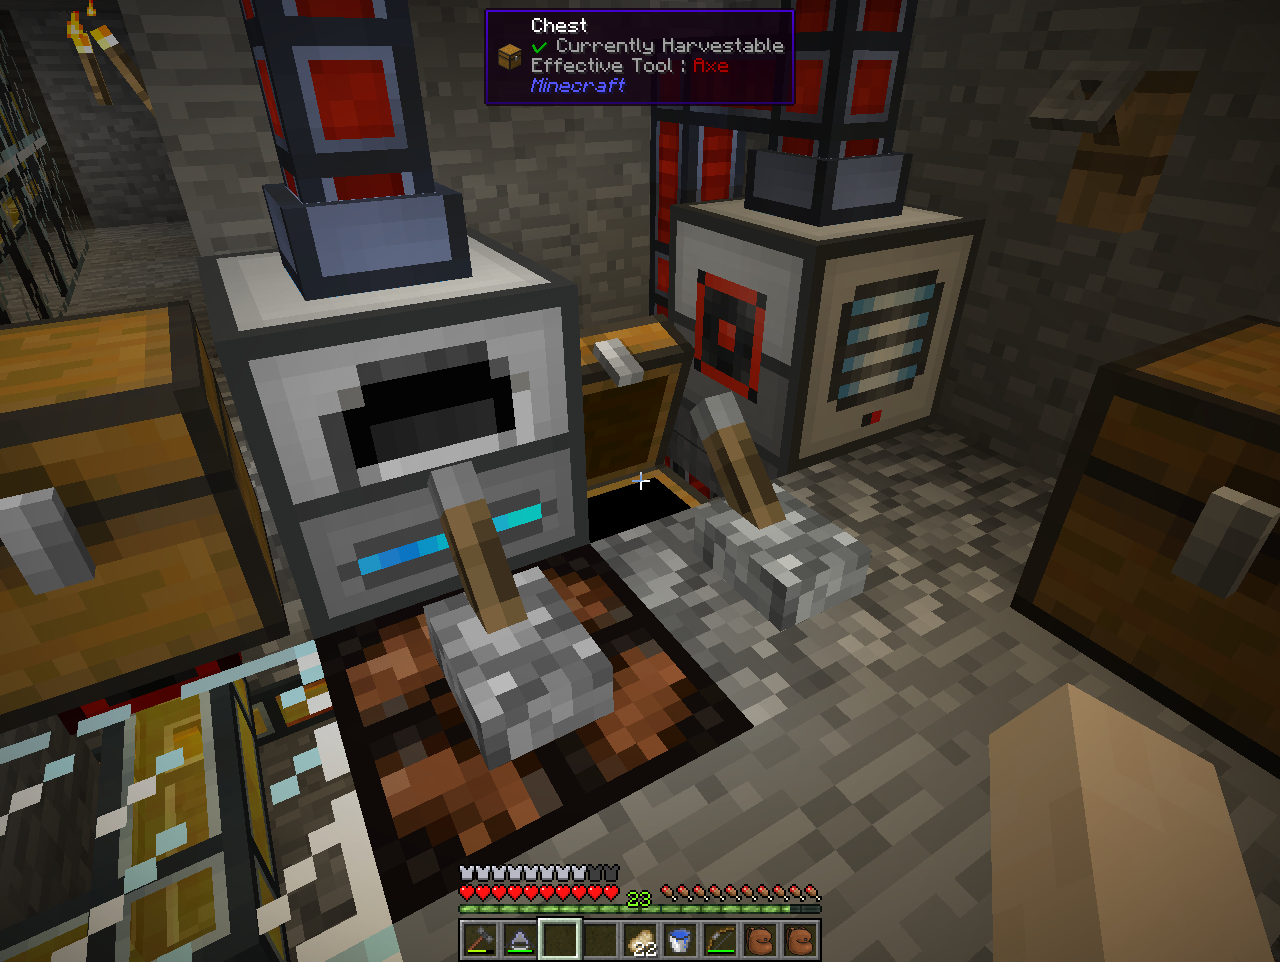 Chest
✓ Currently Harvestable
Effective Tool : Axe
Minecraft
23
22